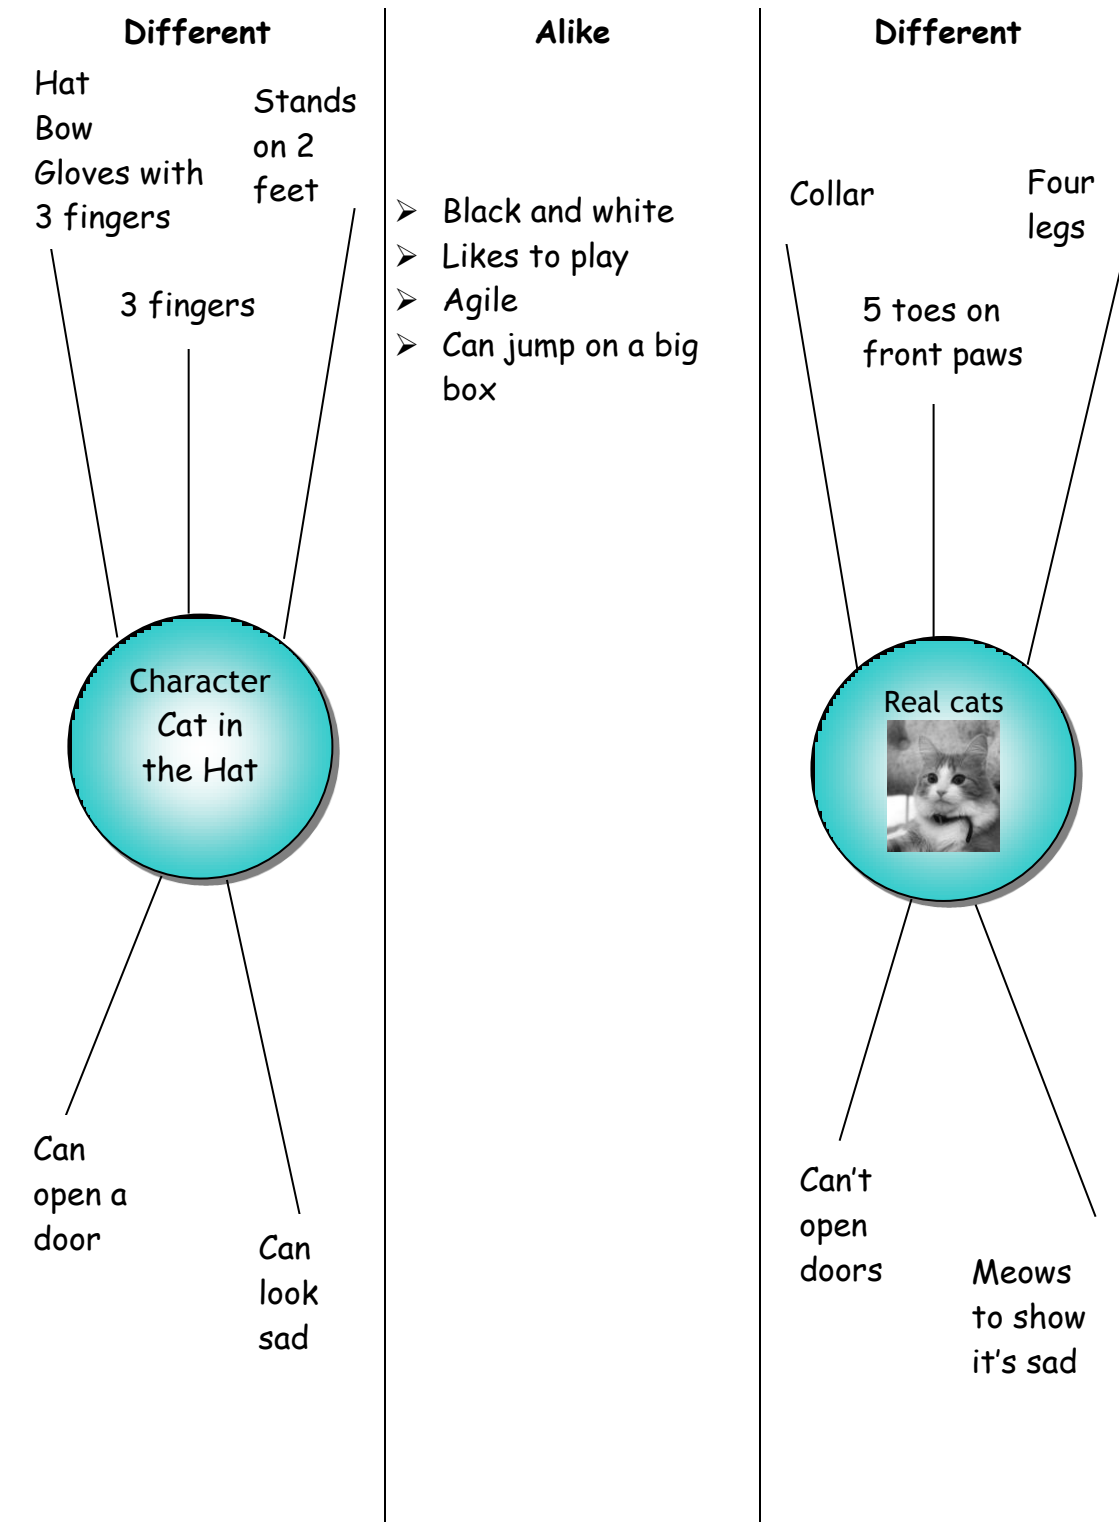 Different
Hat
Bow
Gloves with
3 fingers
Stands
on 2
feet
3 fingers
Character
Cat in
the Hat
Can
open a
door
Can
look
sad
Alike
➢ Black and white
➢ Likes to play
➢ Agile
➢ Can jump on a big
box
Different
Collar
Four
legs
5 toes on
front paws
Real cats
Can't
open
doors
Meows
to show
it's sad